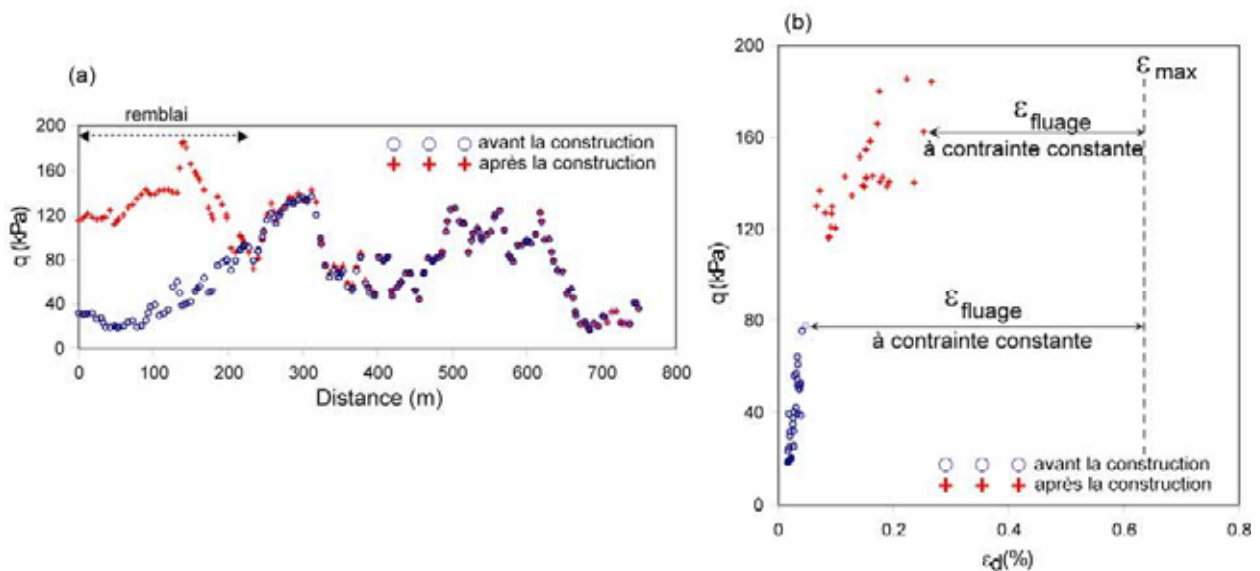 (a)
remblai
200
160
120
80
40
0
q (kPa)
avant la construction
après la construction
0 100 200 300 400 500 600 700 800
Distance (m)
(b)
200
160
120
80
40
0
q (kPa)
ε max
ε fluage
à contrainte constante
ε fluage
à contrainte constante
avant la construction
après la construction
0 0.2 0.4 0.6 0.8
εd(%)